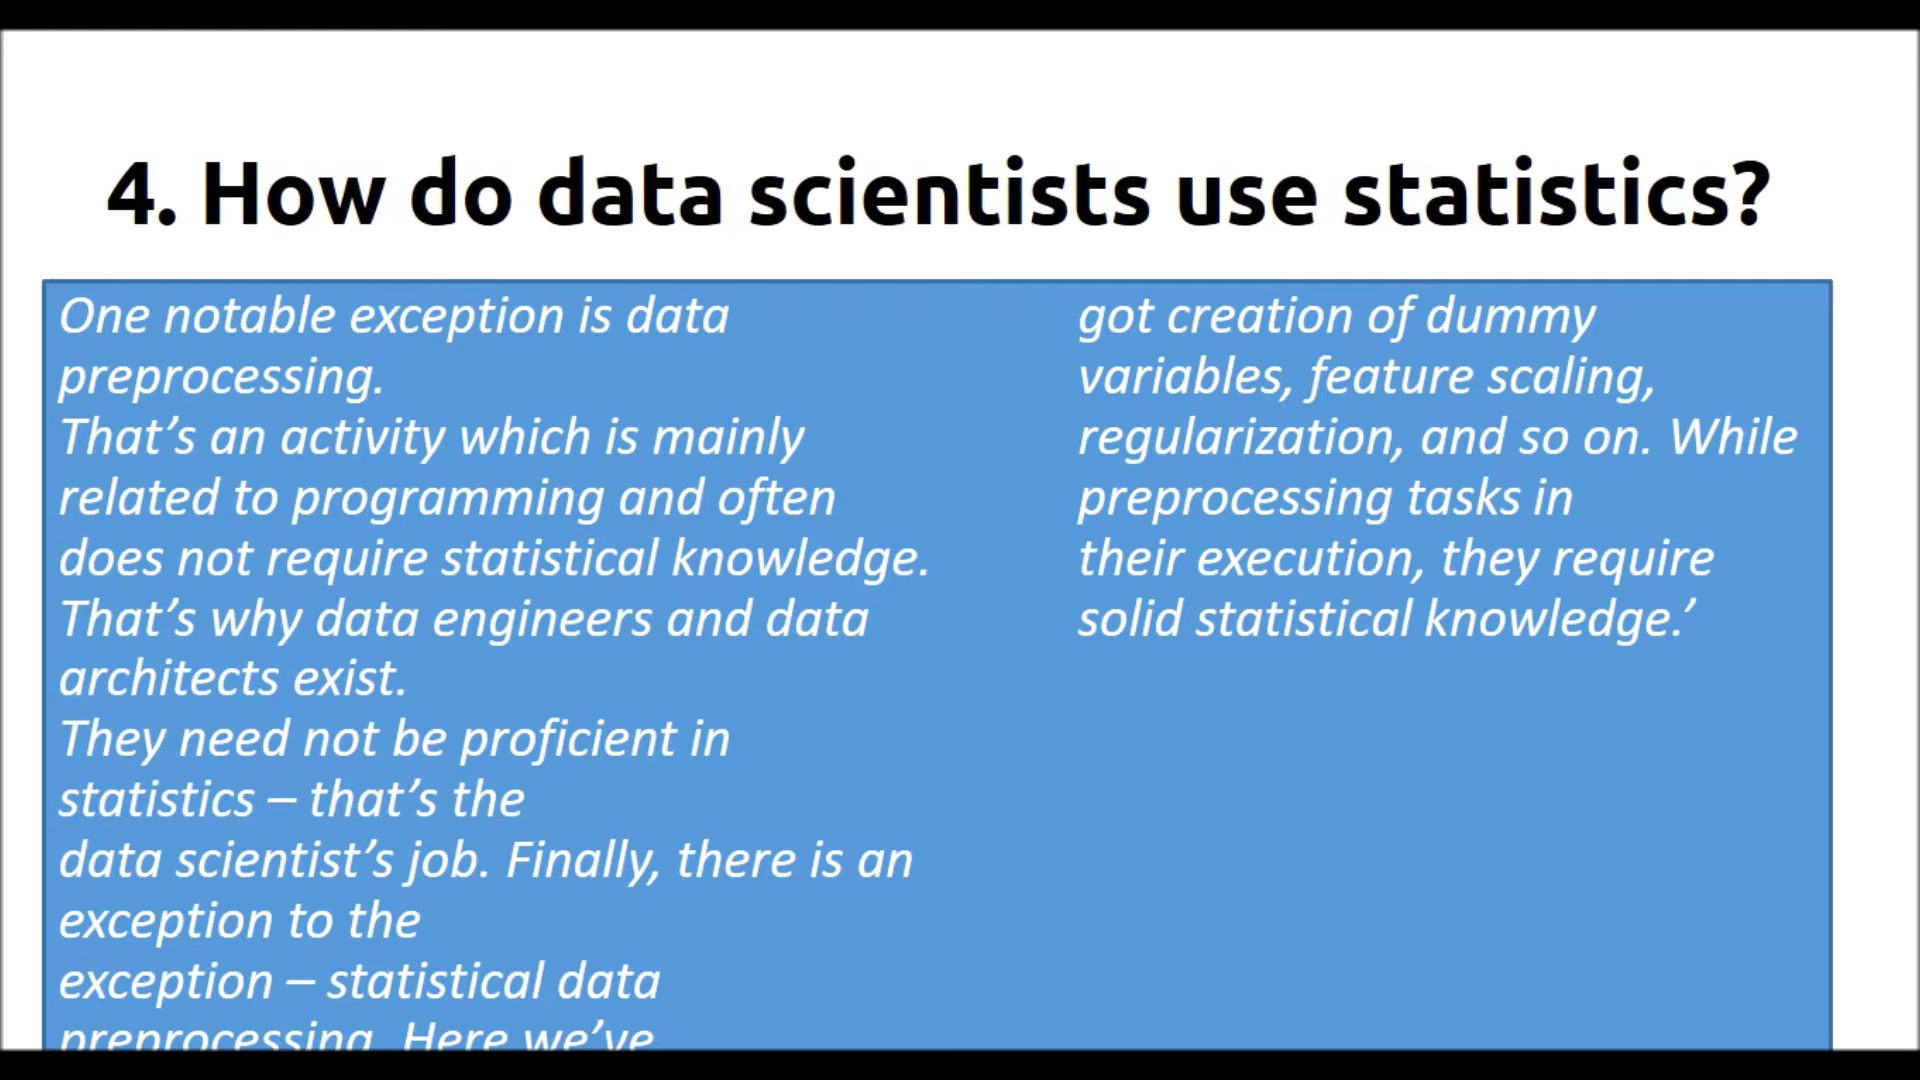 4. How do data scientists use statistics?
One notable exception is data
preprocessing.
That’s an activity which is mainly
related to programming and often
does not require statistical knowledge.
That’s why data engineers and data
architects exist.
They need not be proficient in
statistics – that’s the
data scientist’s job. Finally, there is an
exception to the
exception – statistical data
preprocessing. Here we’ve
got creation of dummy
variables, feature scaling,
regularization, and so on. While
preprocessing tasks in
their execution, they require
solid statistical knowledge.’